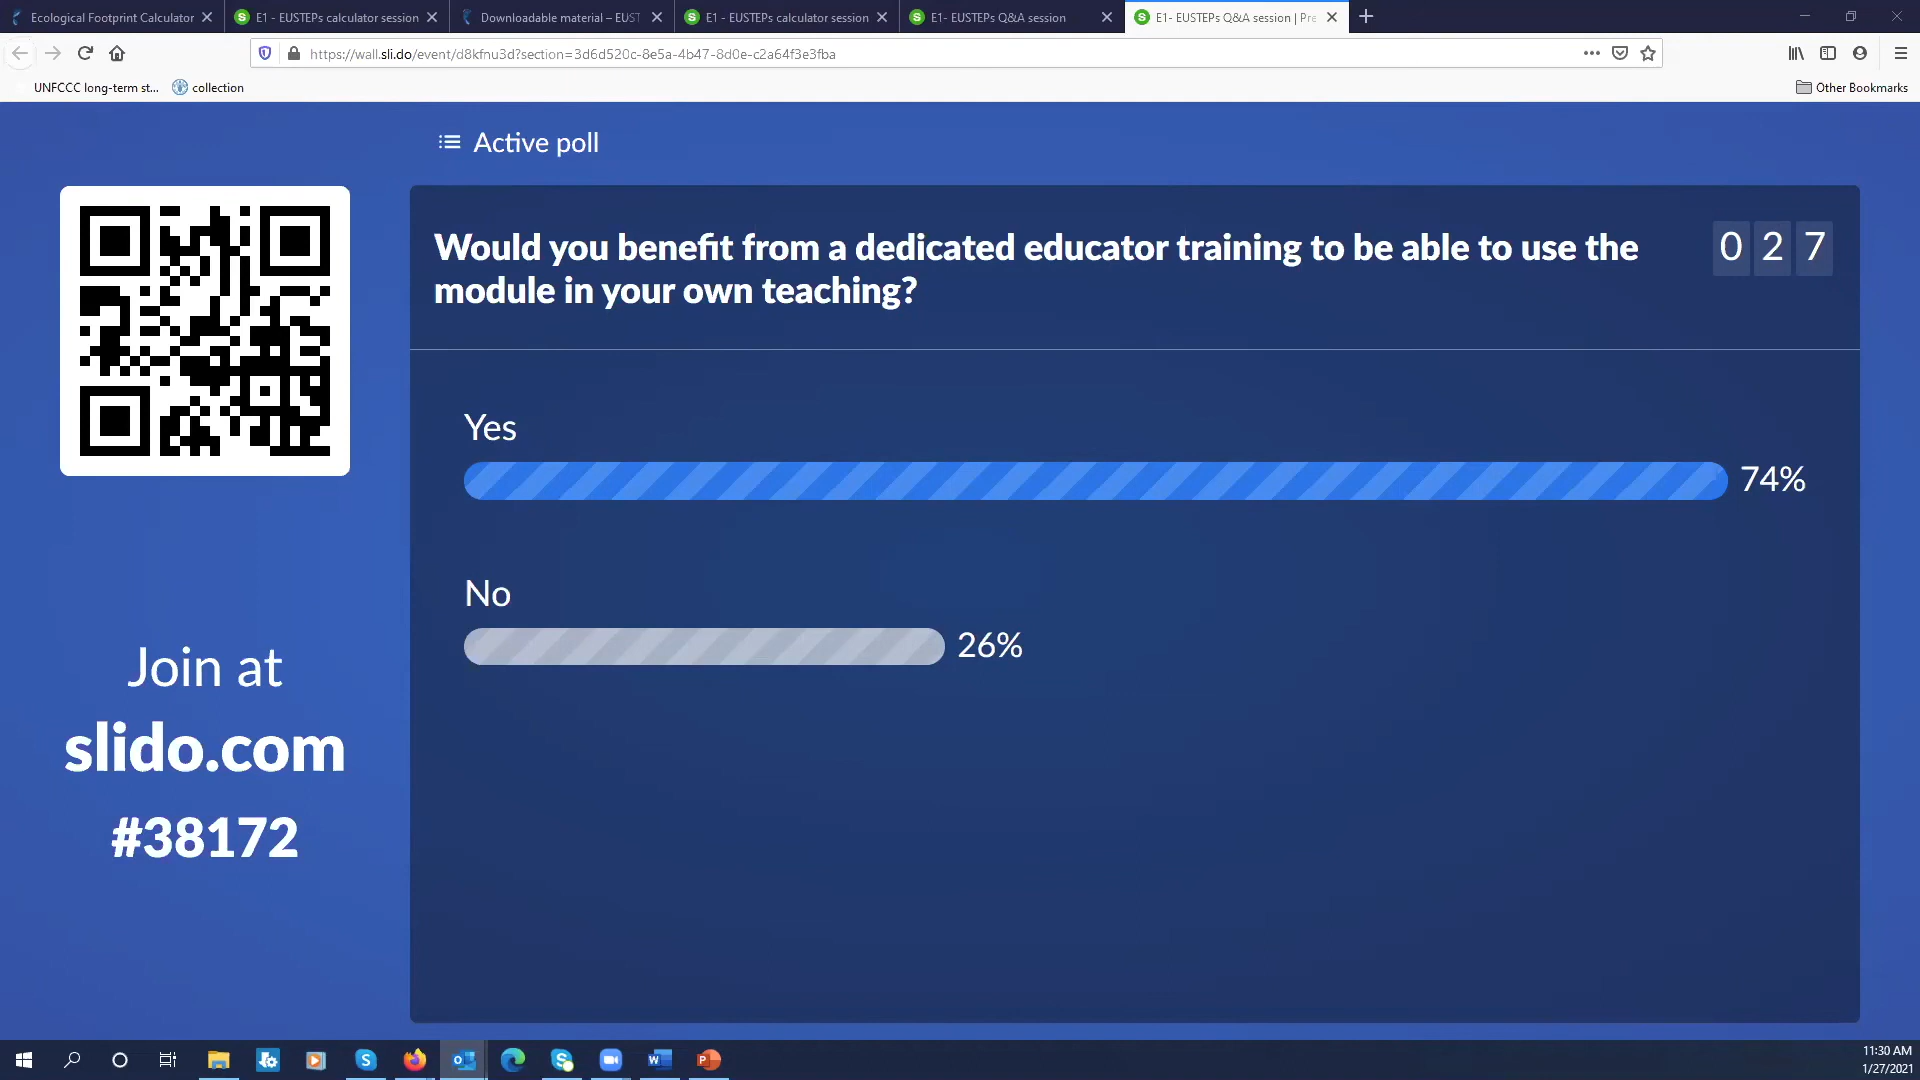 Ecological Footprint Calculator
E1 - EUSTEPs calculator session
Downloadable material – EUST
E1 - EUSTEPs calculator session
E1- EUSTEPs Q&A session
E1- EUSTEPs Q&A session | Pre
https://wall.sli.do/event/d8kfnu3d?section=3d6d520c-8e5a-4b47-8d0e-c2a64f3e3fba
UNFCCC long-term st...
collection
Other Bookmarks
Active poll
Would you benefit from a dedicated educator training to be able to use the
module in your own teaching?
027
Yes
74%
No
26%
Join at
slido.com
#38172
11:30 AM
1/27/2021